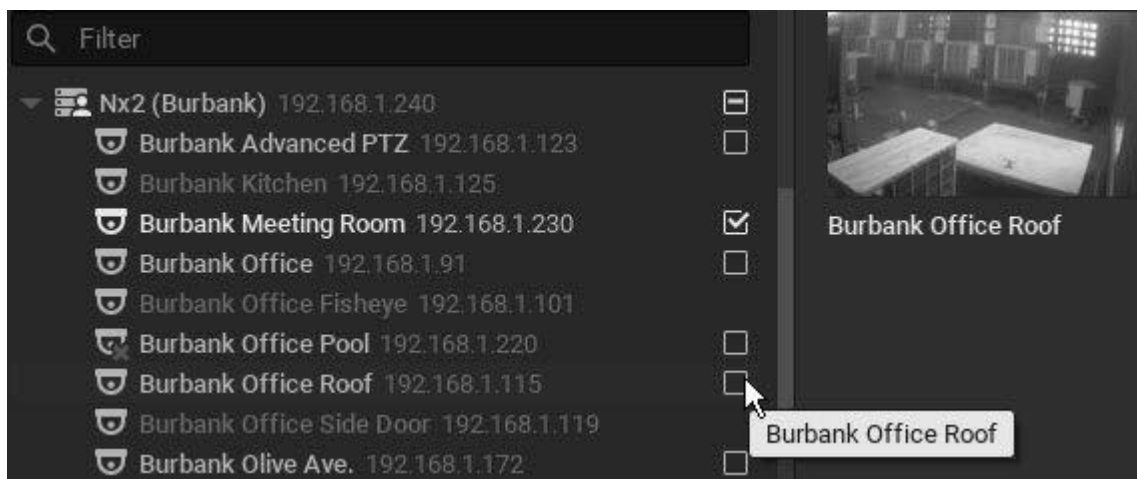 Filter
Nx2 (Burbank) 192.168.1.240
Burbank Advanced PTZ 192.168.1.123
Burbank Kitchen 192.168.1.125
Burbank Meeting Room 192.168.1.230
Burbank Office Roof
Burbank Office 192.168.1.91
Burbank Office Fisheye 192.168.1.101
Burbank Office Pool 192.168.1.220
Burbank Office Roof 192.168.1.115
Burbank Office Side Door 192.168.1.119
Burbank Office Roof
Burbank Olive Ave. 192.168.1.172